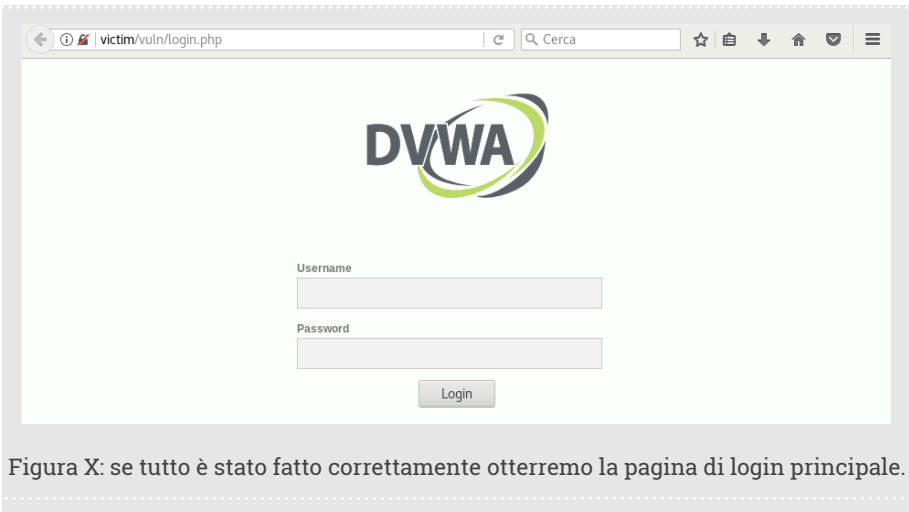 victim/vuln/login.php
Cerca
DVWA
Username
Password
Login
Figura X: se tutto è stato fatto correttamente otterremo la pagina di login principale.